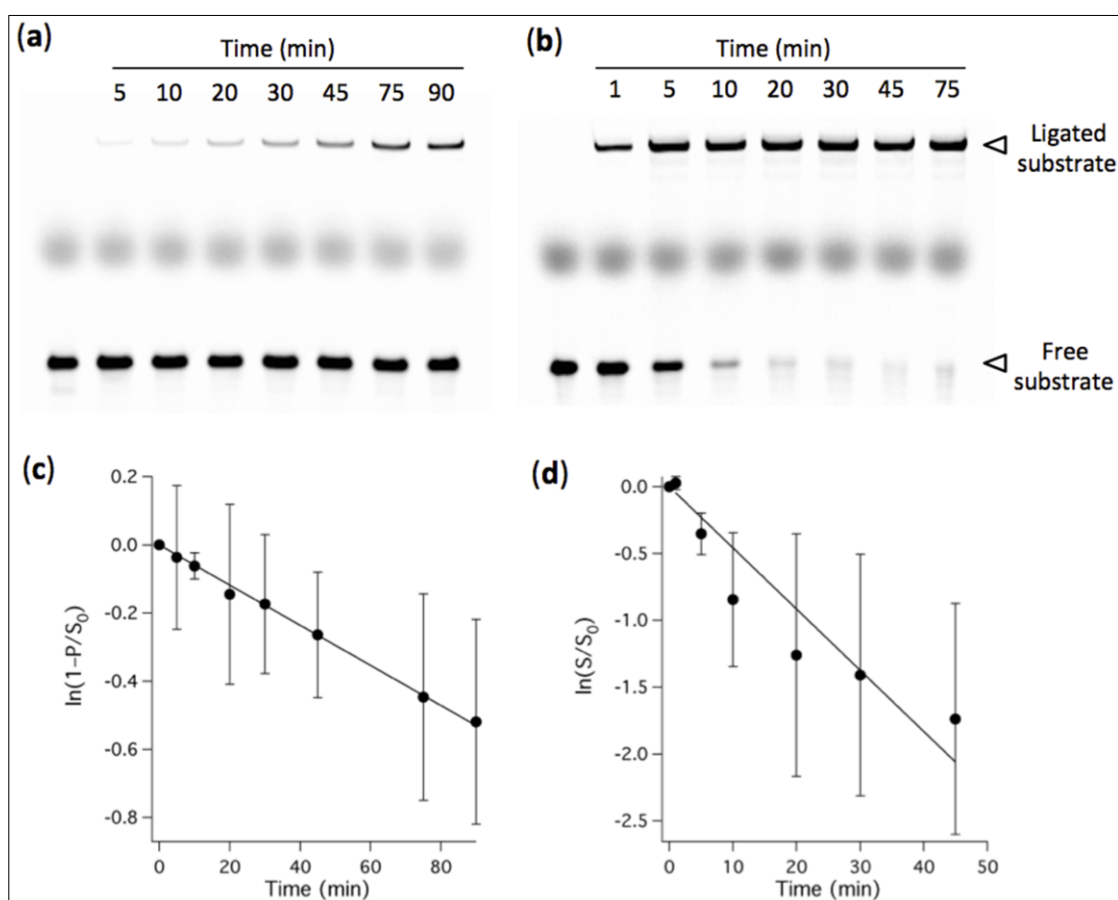 (a)
Time (min)
5 10 20 30 45 75 90
(b)
Time (min)
1 5 10 20 30 45 75
Ligated
substrate
Free
substrate
(c)
0.2
0.0
-0.2
-0.4
-0.6
-0.8
ln(1–P/S0)
0 20 40 60 80
Time (min)
(d)
0.0
-0.5
-1.0
-1.5
-2.0
-2.5
ln(S/S0)
0 10 20 30 40 50
Time (min)